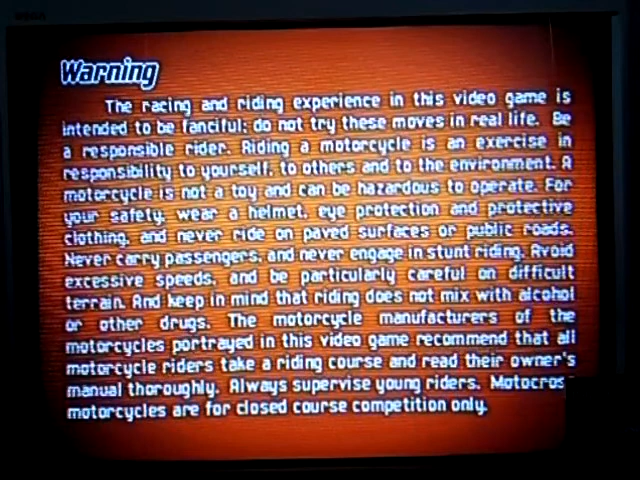 Warning
The racing and riding experience in this video game is
intended to be fanciful; do not try these moves in real life. Be
a responsible rider. Riding a motorcycle is an exercise in
responsibility to yourself, to others and to the environment. A
motorcycle is not a toy and can be hazardous to operate. For
your safety, wear a helmet, eye protection and protective
clothing, and never ride on paved surfaces or public roads.
Never carry passengers, and never engage in stunt riding. Avoid
excessive speeds, and be particularly careful on difficult
terrain. And keep in mind that riding does not mix with alcohol
or other drugs. The motorcycle manufacturers of the
motorcycles portrayed in this video game recommend that all
motorcycle riders take a riding course and read their owner's
manual thoroughly. Always supervise young riders. Motocross
motorcycles are for closed course competition only.